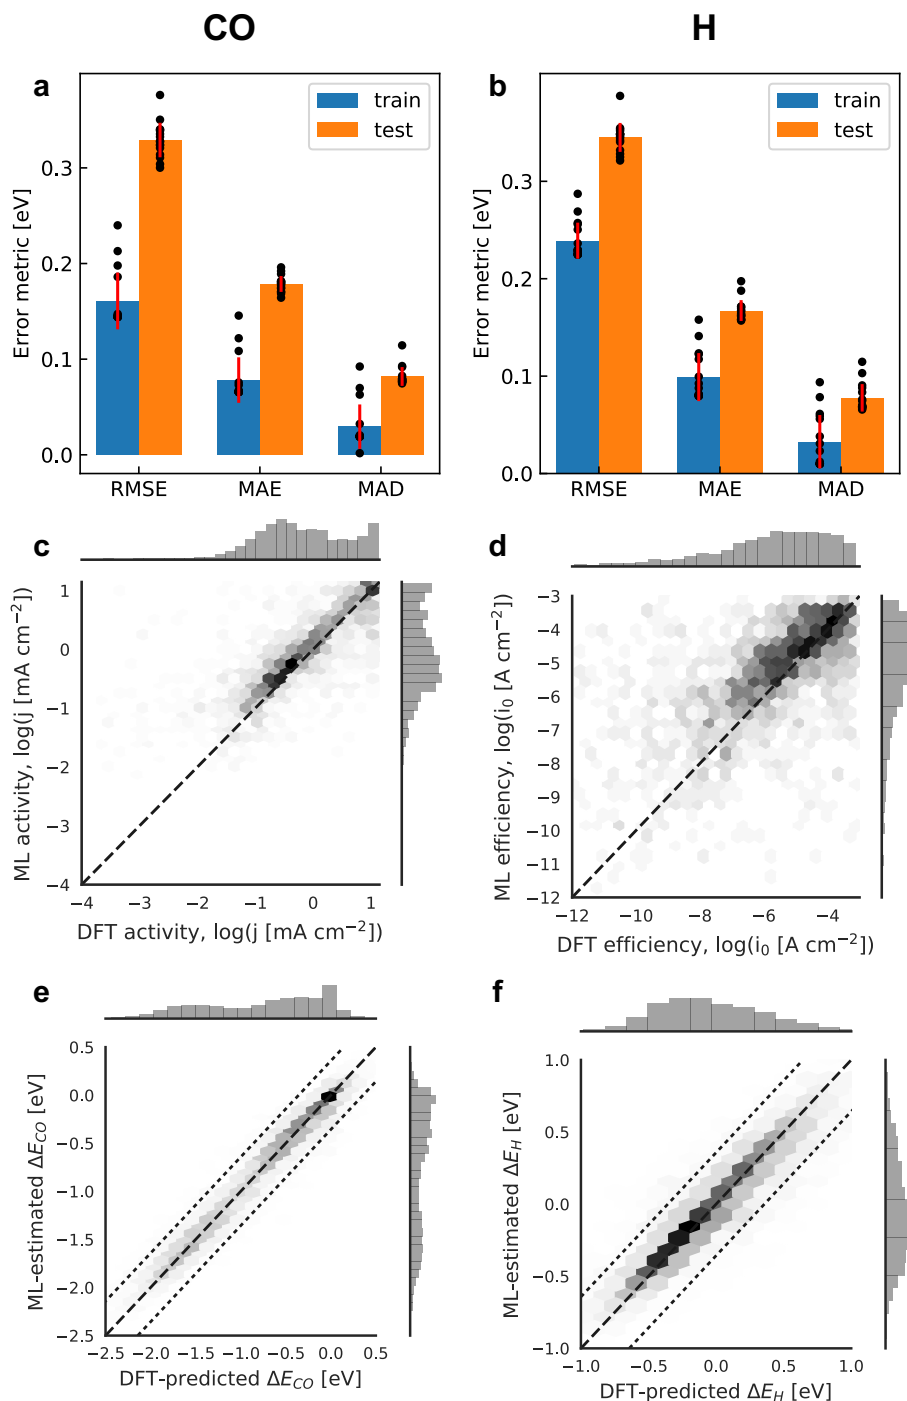 CO
H
a
train
test
Error metric [eV]
0.3
0.2
0.1
0.0
RMSE
MAE
MAD
b
train
test
Error metric [eV]
0.3
0.2
0.1
0.0
RMSE
MAE
MAD
c
ML activity, log(j [mA cm⁻²])
1
0
−1
−2
−3
−4
−4
−3
−2
−1
0
1
DFT activity, log(j [mA cm⁻²])
d
ML efficiency, log(i₀ [A cm⁻²])
−3
−4
−5
−6
−7
−8
−9
−10
−11
−12
−12
−10
−8
−6
−4
DFT efficiency, log(i₀ [A cm⁻²])
e
ML-estimated ΔE_CO [eV]
0.5
0.0
−0.5
−1.0
−1.5
−2.0
−2.5
−2.5
−2.0
−1.5
−1.0
−0.5
0.0
0.5
DFT-predicted ΔE_CO [eV]
f
ML-estimated ΔE_H [eV]
1.0
0.5
0.0
−0.5
−1.0
−1.0
−0.5
0.0
0.5
1.0
DFT-predicted ΔE_H [eV]